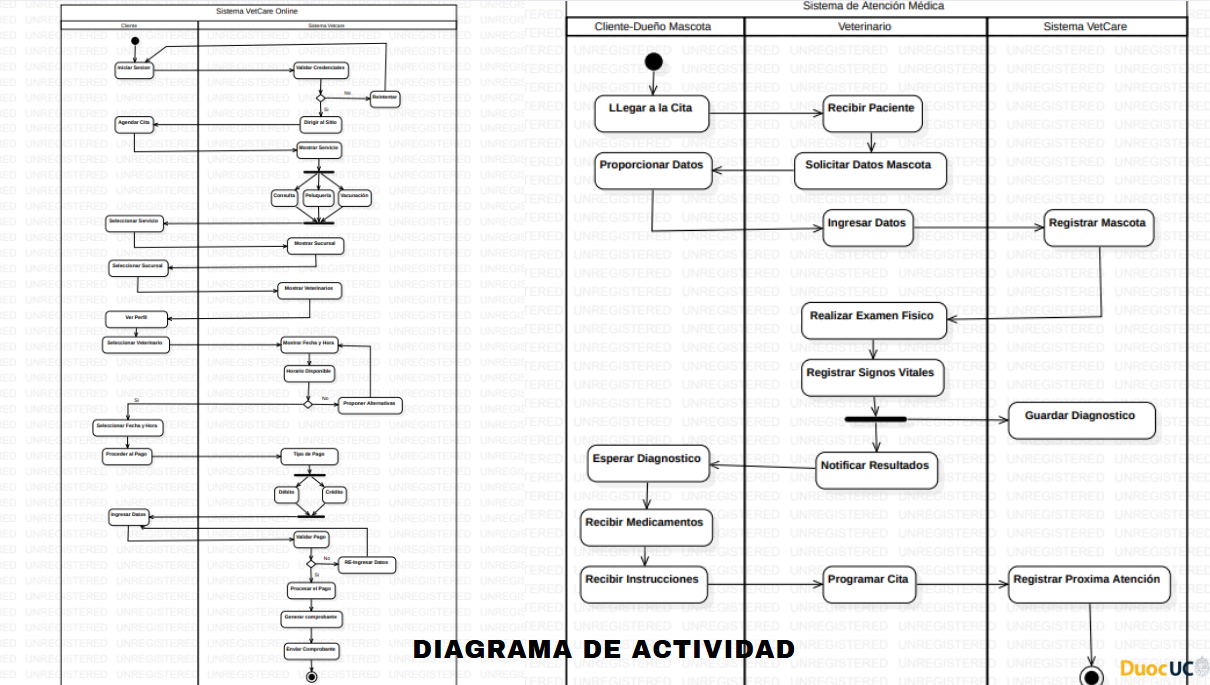 Sistema VetCare Online
Cliente
Sistema Vetcare
Iniciar Sesion
Validar Credenciales
No
Reintentar
Si
Agendar Cita
Dirigir al Sitio
Mostrar Servicio
Consulta
Peluquería
Vacunación
Seleccionar Servicio
Mostrar Sucursal
Seleccionar Sucursal
Mostrar Veterinarios
Ver Perfil
Seleccionar Veterinario
Mostrar Fecha y Hora
Horario Disponible
Si
No
Proponer Alternativas
Seleccionar Fecha y Hora
Proceder al Pago
Tipo de Pago
Débito
Crédito
Ingresar Datos
Validar Pago
No
RE-Ingresar Datos
Si
Procesar el Pago
Generar comprobante
Enviar Comprobante
Sistema de Atención Médica
Cliente-Dueño Mascota
Veterinario
Sistema VetCare
LLegar a la Cita
Recibir Paciente
Proporcionar Datos
Solicitar Datos Mascota
Ingresar Datos
Registrar Mascota
Realizar Examen Fisico
Registrar Signos Vitales
Guardar Diagnostico
Esperar Diagnostico
Notificar Resultados
Recibir Medicamentos
Recibir Instrucciones
Programar Cita
Registrar Proxima Atención
DIAGRAMA DE ACTIVIDAD
DuocUC
UNREGISTERED